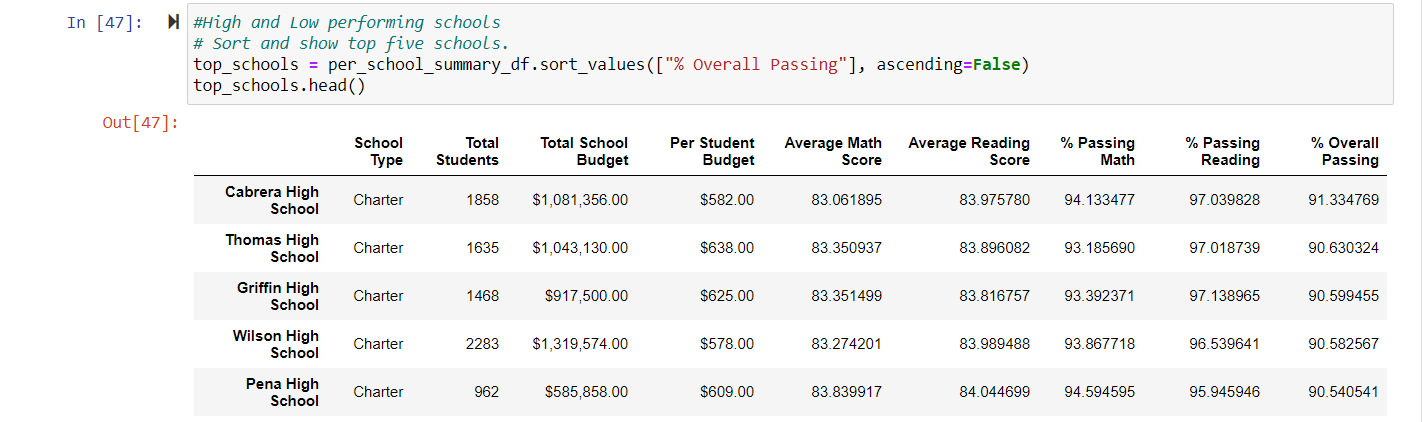 In [47]:
#High and Low performing schools
# Sort and show top five schools.
top_schools = per_school_summary_df.sort_values(["% Overall Passing"], ascending=False)
top_schools.head()
Out[47]:
School Type Total Students Total School Budget Per Student Budget Average Math Score Average Reading Score % Passing Math % Passing Reading % Overall Passing
Cabrera High School Charter 1858 $1,081,356.00 $582.00 83.061895 83.975780 94.133477 97.039828 91.334769
Thomas High School Charter 1635 $1,043,130.00 $638.00 83.350937 83.896082 93.185690 97.018739 90.630324
Griffin High School Charter 1468 $917,500.00 $625.00 83.351499 83.816757 93.392371 97.138965 90.599455
Wilson High School Charter 2283 $1,319,574.00 $578.00 83.274201 83.989488 93.867718 96.539641 90.582567
Pena High School Charter 962 $585,858.00 $609.00 83.839917 84.044699 94.594595 95.945946 90.540541